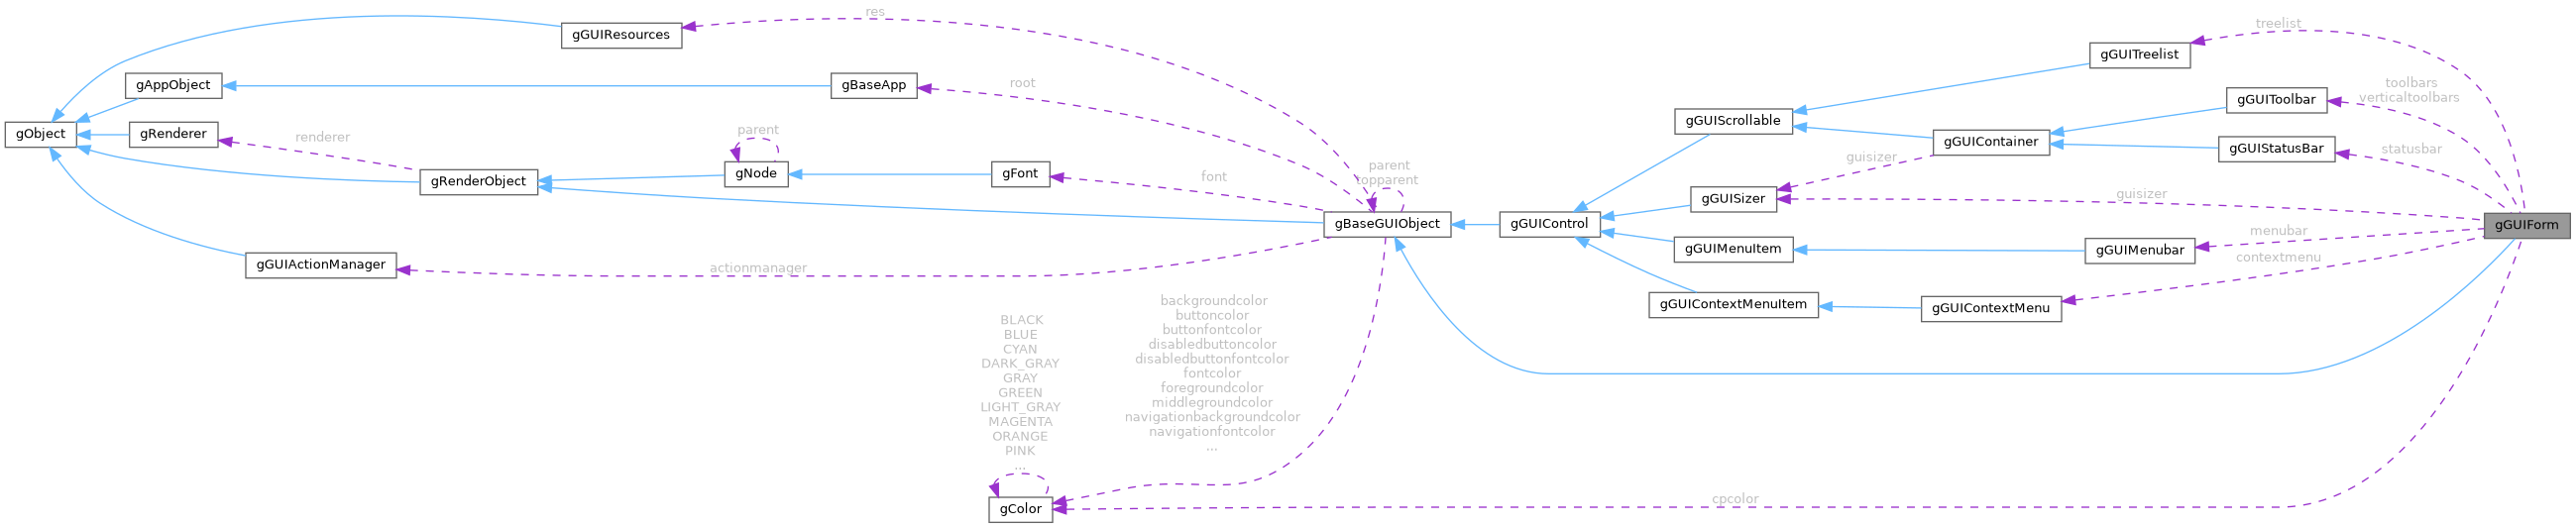 res
treelist
gGUIResources
gGUITreelist
gAppObject
gBaseApp
root
toolbars
verticaltoolbars
gGUIToolbar
gGUIScrollable
gObject
gRenderer
renderer
parent
gGUIContainer
gGUIStatusBar
statusbar
guisizer
parent
topparent
gRenderObject
gNode
gFont
font
gGUISizer
guisizer
gBaseGUIObject
gGUIControl
gGUIForm
menubar
gGUIMenuItem
gGUIMenubar
contextmenu
gGUIActionManager
actionmanager
gGUIContextMenuItem
gGUIContextMenu
BLACK
BLUE
CYAN
DARK_GRAY
GRAY
GREEN
LIGHT_GRAY
MAGENTA
ORANGE
PINK
...
backgroundcolor
buttoncolor
buttonfontcolor
disabledbuttoncolor
disabledbuttonfontcolor
fontcolor
foregroundcolor
middlegroundcolor
navigationbackgroundcolor
navigationfontcolor
...
gColor
cpcolor